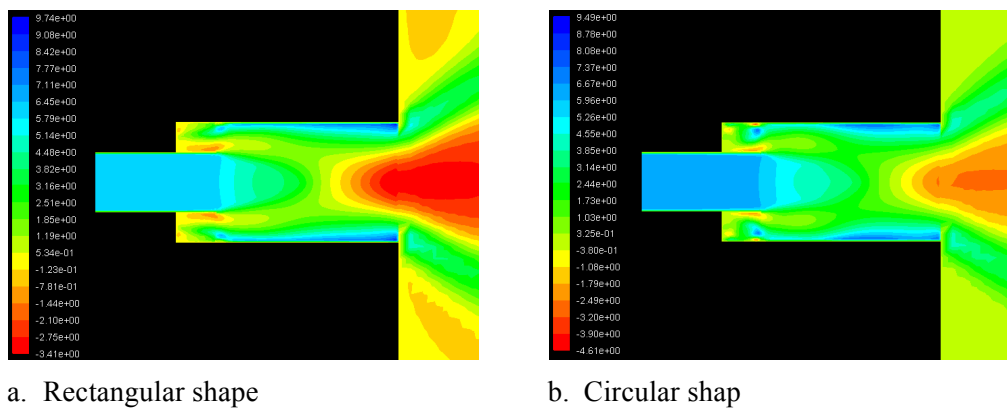 9.74e+00
9.08e+00
8.42e+00
7.77e+00
7.11e+00
6.45e+00
5.79e+00
5.14e+00
4.48e+00
3.82e+00
3.16e+00
2.51e+00
1.85e+00
1.19e+00
5.34e-01
-1.23e-01
-7.81e-01
-1.44e+00
-2.10e+00
-2.75e+00
-3.41e+00
9.49e+00
8.78e+00
8.08e+00
7.37e+00
6.67e+00
5.96e+00
5.26e+00
4.55e+00
3.85e+00
3.14e+00
2.44e+00
1.73e+00
1.03e+00
3.25e-01
-3.80e-01
-1.08e+00
-1.79e+00
-2.49e+00
-3.20e+00
-3.90e+00
-4.61e+00
a. Rectangular shape
b. Circular shap